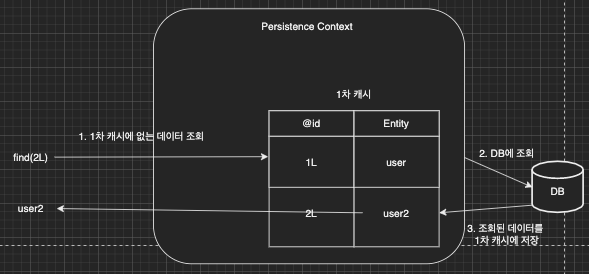 Persistence Context
1차 캐시
@id
Entity
1. 1차 캐시에 없는 데이터 조회
find(2L)
1L
user
2. DB에 조회
DB
user2
2L
user2
3. 조회된 데이터를
1차 캐시에 저장